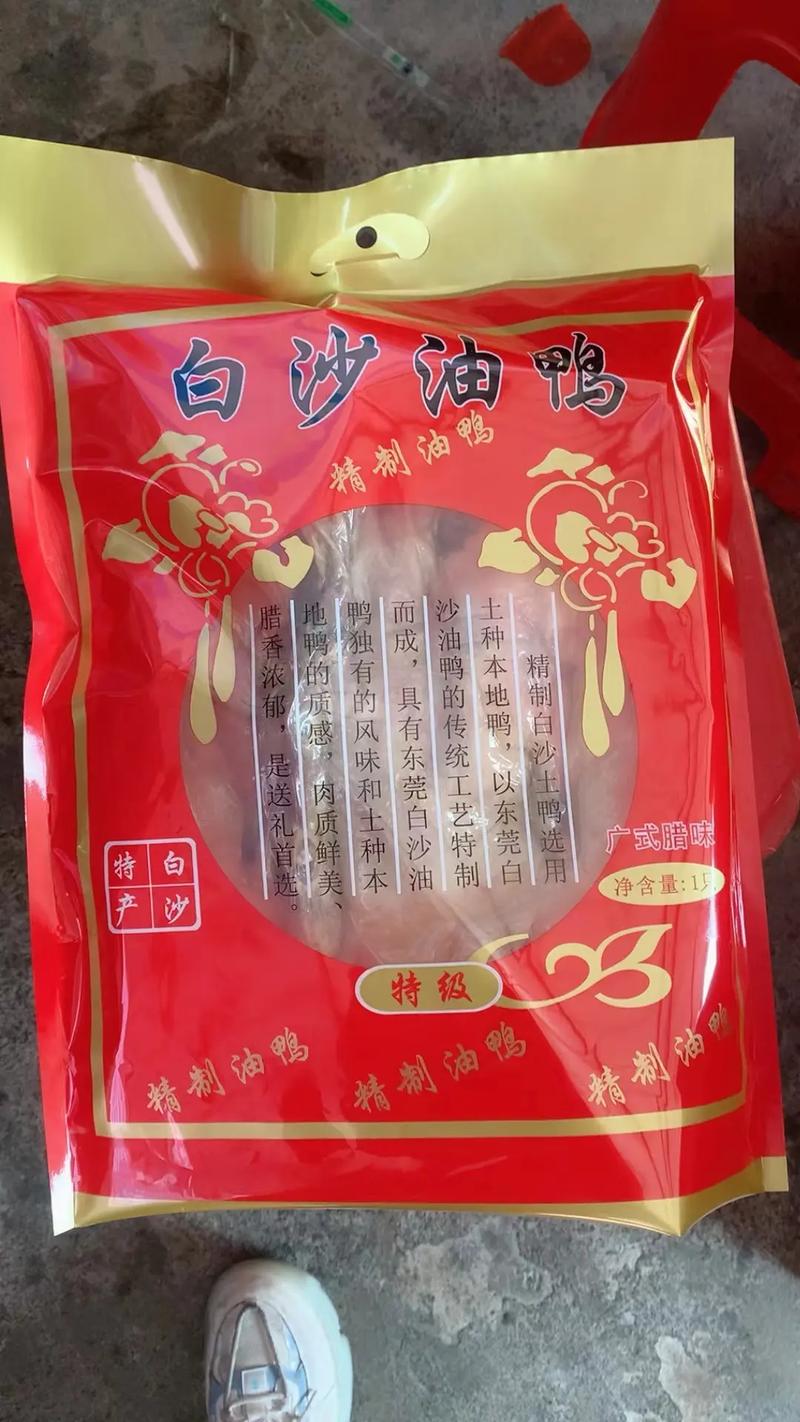 白沙油鸭
精制油鸭
精制白沙土鸭选用
土种本地鸭，以东莞白
沙油鸭的传统工艺特制
而成，具有东莞白沙油
鸭独有的风味和土种本
地鸭的质感，肉质鲜美、
腊香浓郁，是送礼首选。
广式腊味
净含量:1只
白沙
特产
特级
精制油鸭
精制油鸭
精制油鸭